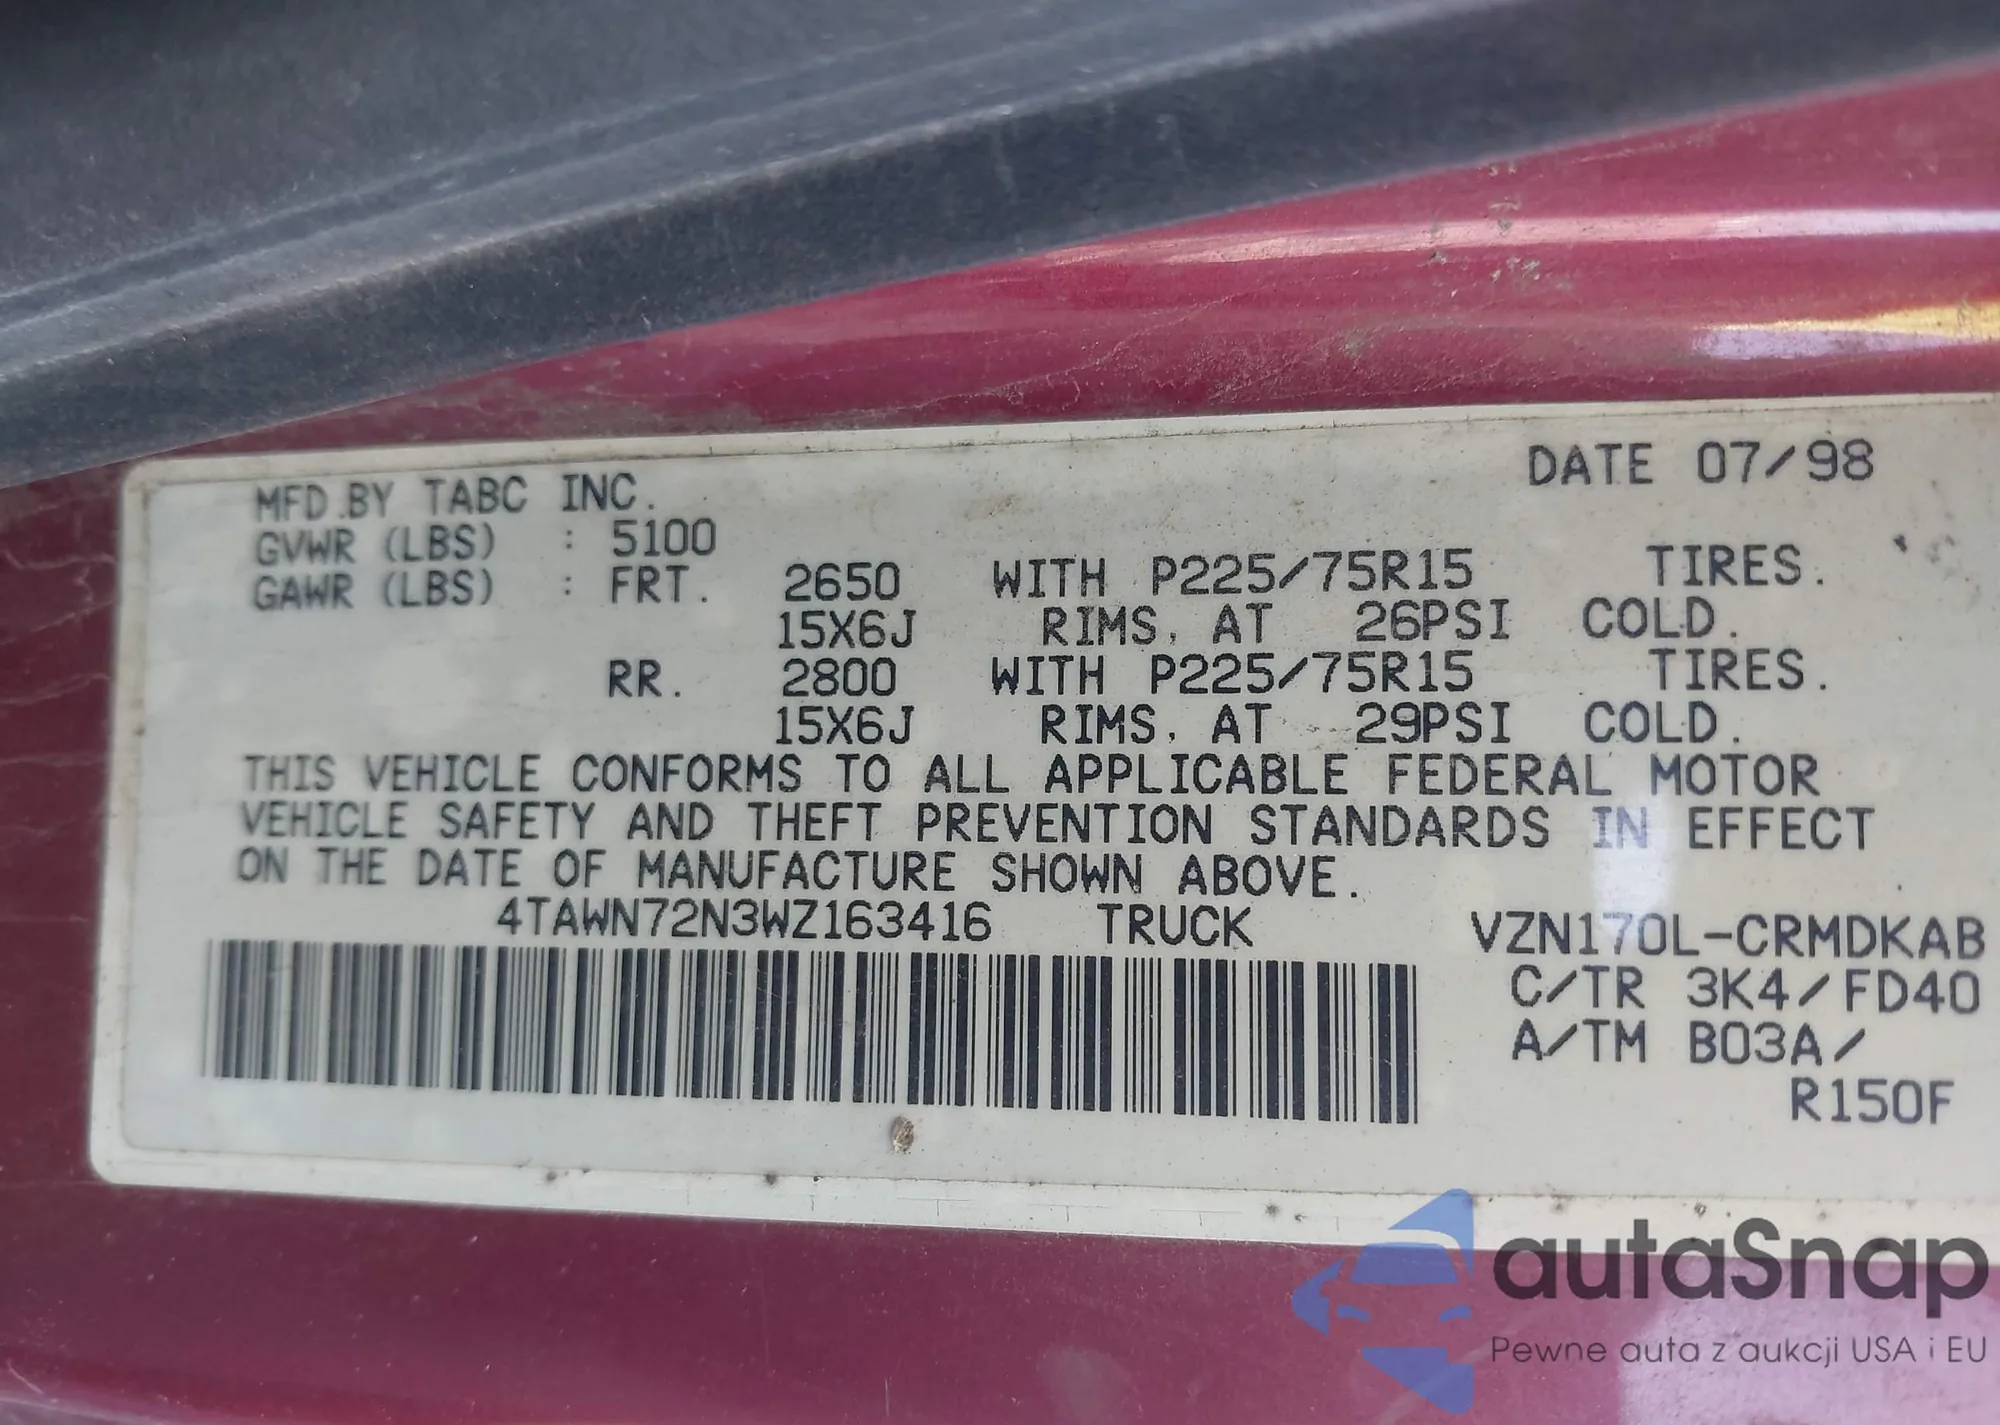 DATE 07/98
MFD.BY TABC INC.
GVWR (LBS) : 5100
GAWR (LBS) : FRT. 2650 WITH P225/75R15 TIRES.
15X6J RIMS, AT 26PSI COLD.
RR. 2800 WITH P225/75R15 TIRES.
15X6J RIMS, AT 29PSI COLD.
THIS VEHICLE CONFORMS TO ALL APPLICABLE FEDERAL MOTOR
VEHICLE SAFETY AND THEFT PREVENTION STANDARDS IN EFFECT
ON THE DATE OF MANUFACTURE SHOWN ABOVE.
4TAWN72N3WZ163416 TRUCK VZN170L-CRMDKAB
C/TR 3K4/FD40
A/TM B03A/
R150F
autaSnap
Pewne auta z aukcji USA i EU